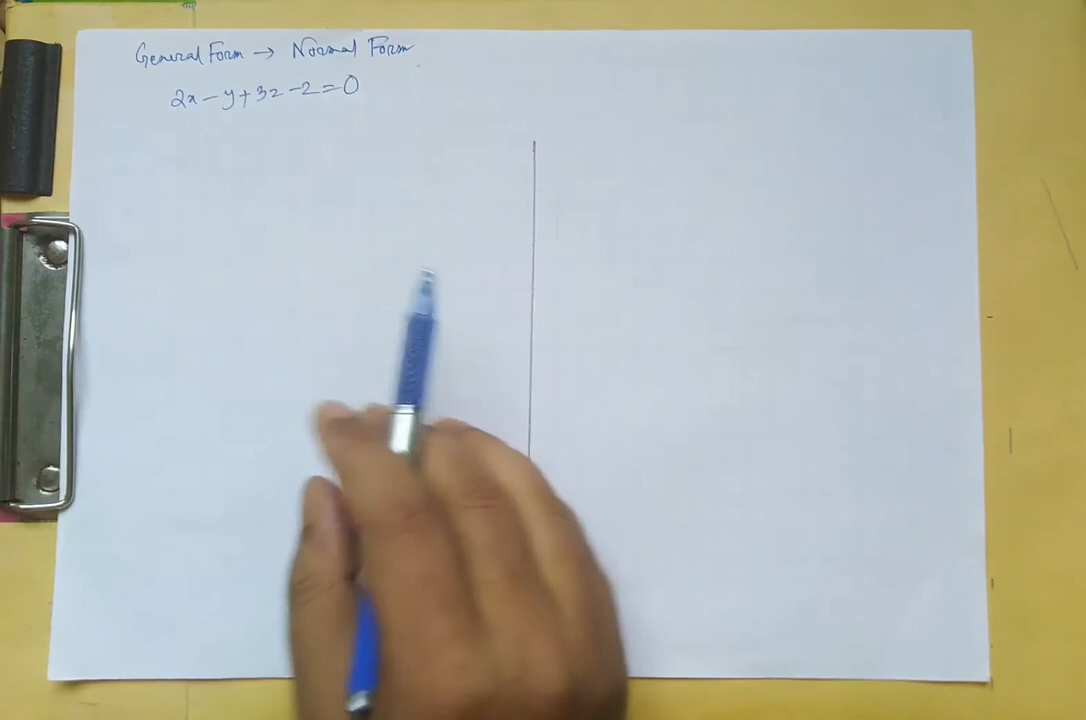 General Form → Normal Form
2x - y + 3z - 2 = 0